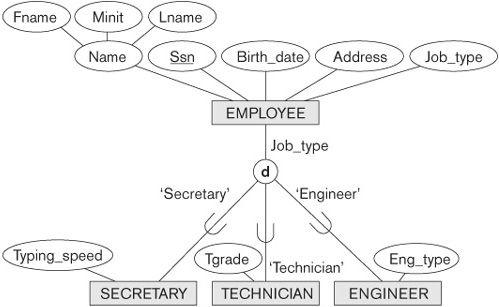 Fname
Minit
Lname
Name
Ssn
Birth_date
Address
Job_type
EMPLOYEE
Job_type
d
‘Secretary’
‘Engineer’
Typing_speed
Tgrade
‘Technician’
Eng_type
SECRETARY
TECHNICIAN
ENGINEER